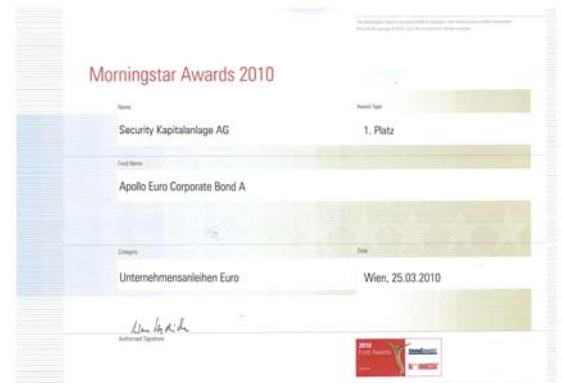 Morningstar Awards 2010
Name
Award Type
Security Kapitalanlage AG
1. Platz
Fund Name
Apollo Euro Corporate Bond A
Category
Date
Unternehmensanleihen Euro
Wien, 25.03.2010
Authorised Signature
2010
Fund Awards